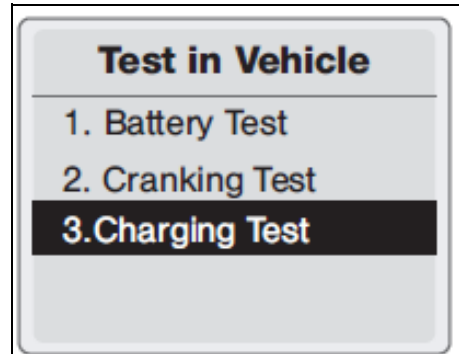 Test in Vehicle
1. Battery Test
2. Cranking Test
3.Charging Test